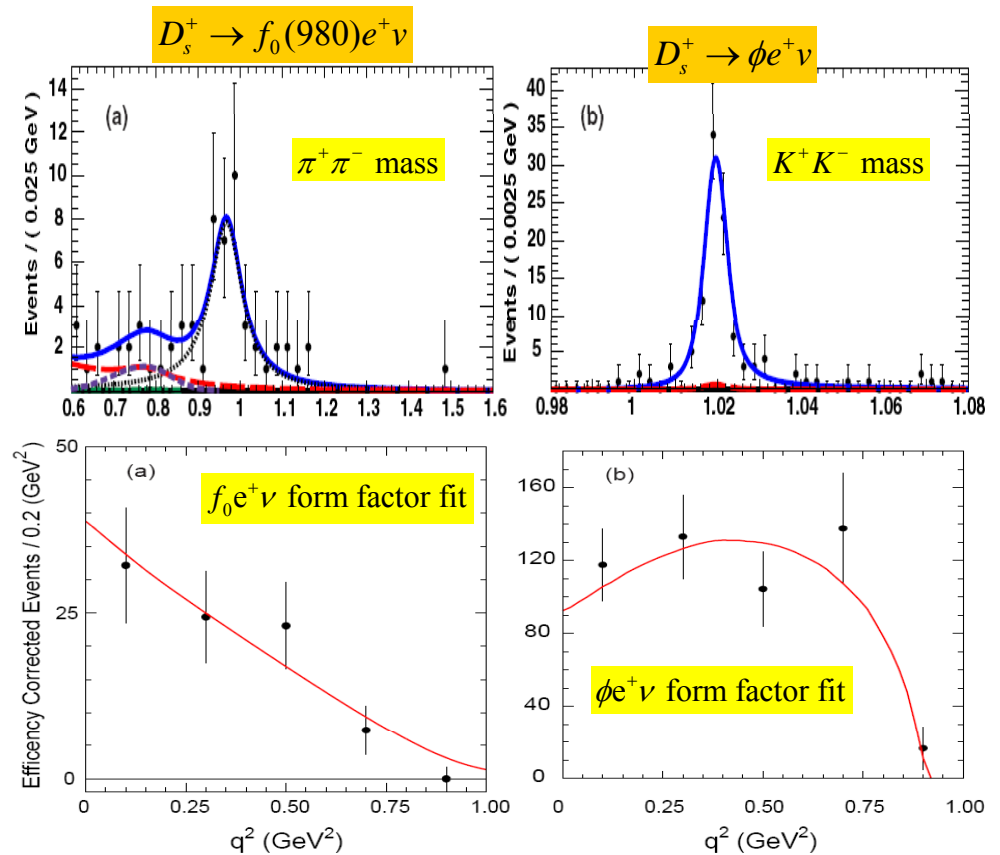 D_s^+ → f_0(980)e^+ν
D_s^+ → φe^+ν
Events / ( 0.025 GeV )
14
12
10
8
6
4
2
(a)
π^+π^- mass
0.6 0.7 0.8 0.9 1 1.1 1.2 1.3 1.4 1.5 1.6
Events / ( 0.0025 GeV )
40
35
30
25
20
15
10
5
(b)
K^+K^- mass
0.98 1 1.02 1.04 1.06 1.08
Efficency Corrected Events / 0.2 (GeV^2)
50
25
0
(a)
f_0e^+ν form factor fit
0 0.25 0.50 0.75 1.00
q^2 (GeV^2)
160
120
80
40
0
(b)
φe^+ν form factor fit
0 0.25 0.50 0.75 1.00
q^2 (GeV^2)